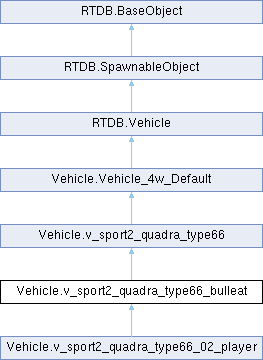 RTDB.BaseObject
RTDB.SpawnableObject
RTDB.Vehicle
Vehicle.Vehicle_4w_Default
Vehicle.v_sport2_quadra_type66
Vehicle.v_sport2_quadra_type66_bulleat
Vehicle.v_sport2_quadra_type66_02_player